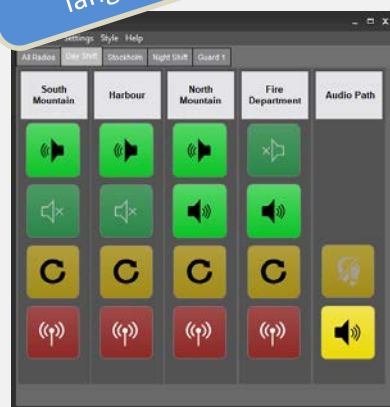 lang
Settings Style Help
All Radios Day Shift Stockholm Night Shift Guard 1
South
Mountain
Harbour
North
Mountain
Fire
Department
Audio Path